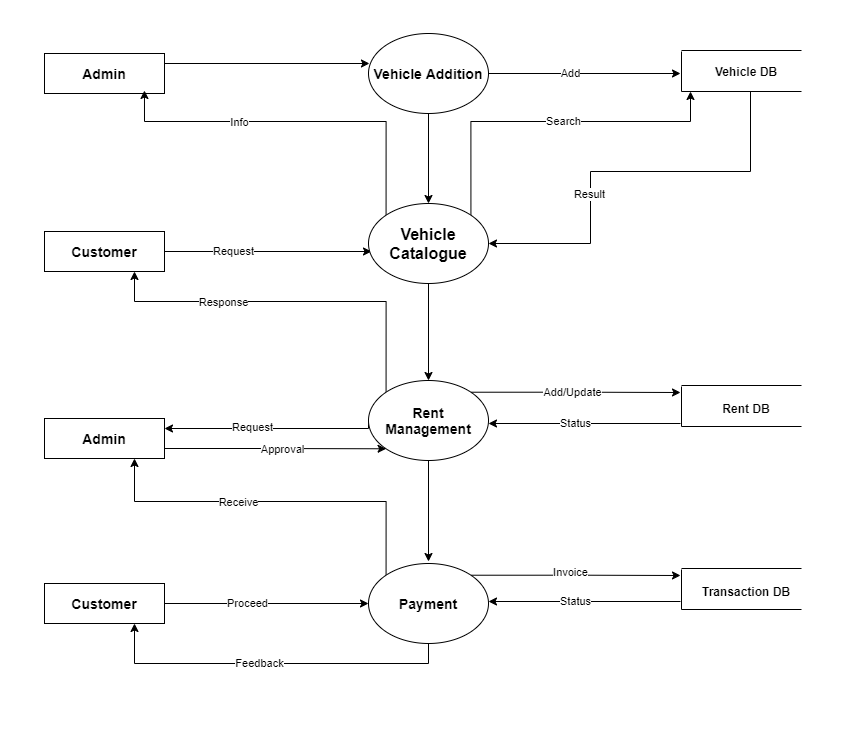 Admin
Vehicle Addition
Add
Vehicle DB
Info
Search
Result
Vehicle
Catalogue
Customer
Request
Response
Add/Update
Rent DB
Rent
Management
Request
Status
Admin
Approval
Receive
Invoice
Transaction DB
Customer
Proceed
Payment
Status
Feedback